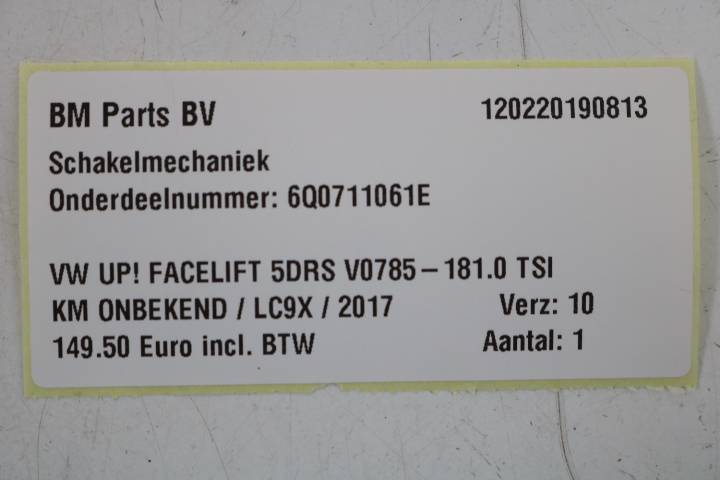 BM Parts BV 120220190813
Schakelmechaniek
Onderdeelnummer: 6Q0711061E
VW UP! FACELIFT 5DRS V0785-181.0 TSI
KM ONBEKEND / LC9X / 2017 Verz: 10
149.50 Euro incl. BTW Aantal: 1